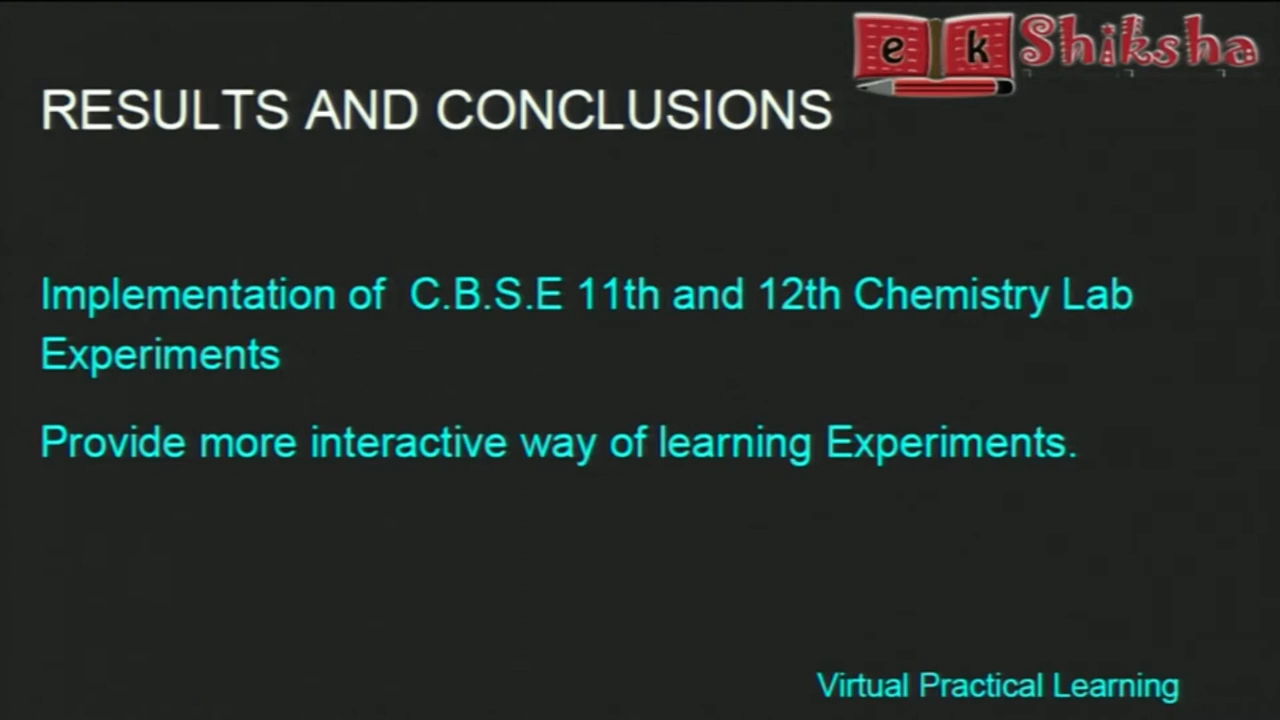 ek Shiksha
RESULTS AND CONCLUSIONS
Implementation of C.B.S.E 11th and 12th Chemistry Lab
Experiments
Provide more interactive way of learning Experiments.
Virtual Practical Learning